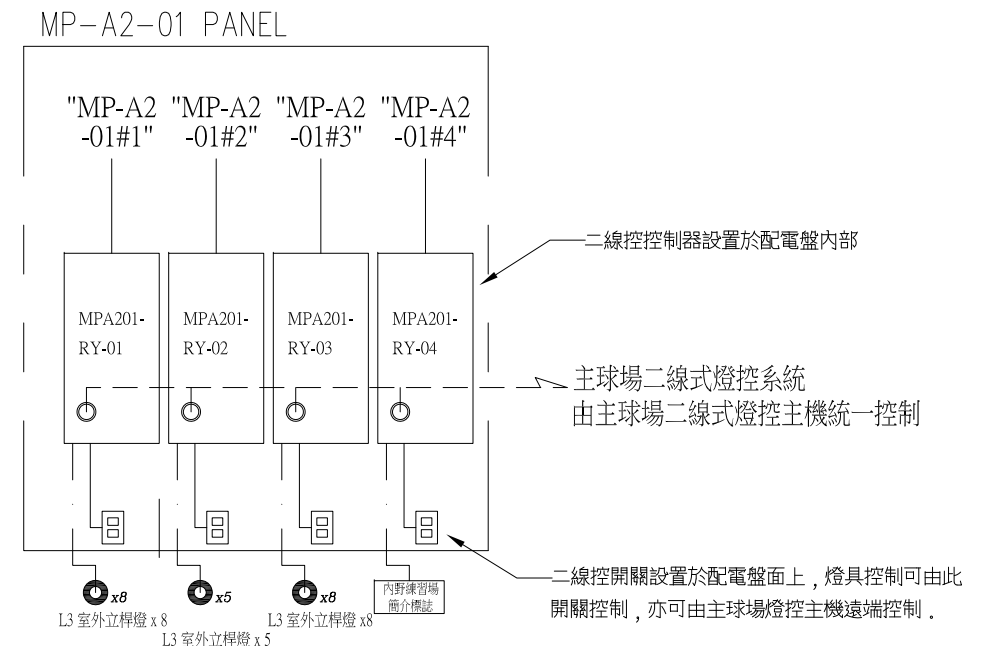 MP-A2-01 PANEL
"MP-A2
-01#1"
"MP-A2
-01#2"
"MP-A2
-01#3"
"MP-A2
-01#4"
二線控控制器設置於配電盤內部
MPA201-
RY-01
MPA201-
RY-02
MPA201-
RY-03
MPA201-
RY-04
主球場二線式燈控系統
由主球場二線式燈控主機統一控制
二線控開關設置於配電盤面上，燈具控制可由此
開關控制，亦可由主球場燈控主機遠端控制．
x8
L3 室外立桿燈 x 8
x5
L3 室外立桿燈 x 5
x8
L3 室外立桿燈 x8
內野練習場
簡介標誌